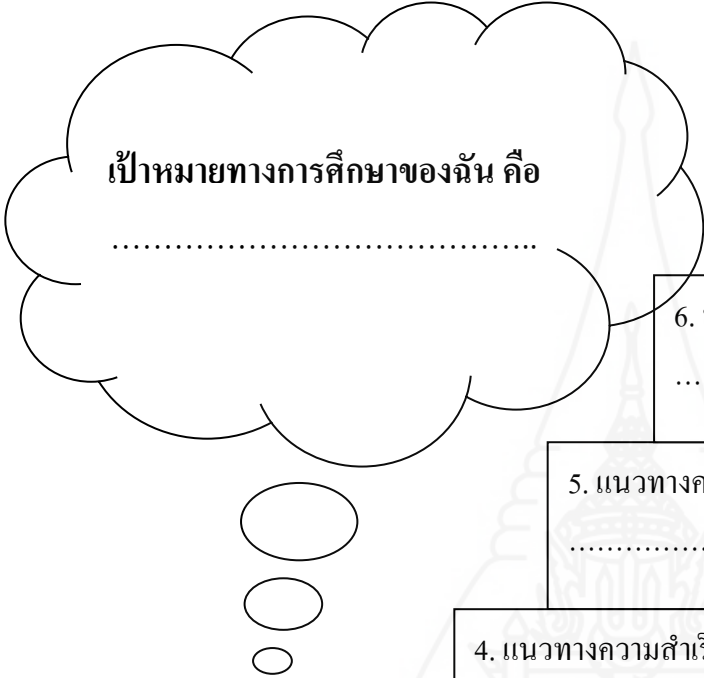 เป้าหมายทางการศึกษาของฉัน คือ
……………………………………..
6.
…
5. แนวทางค
……………
4. แนวทางความสำเร็